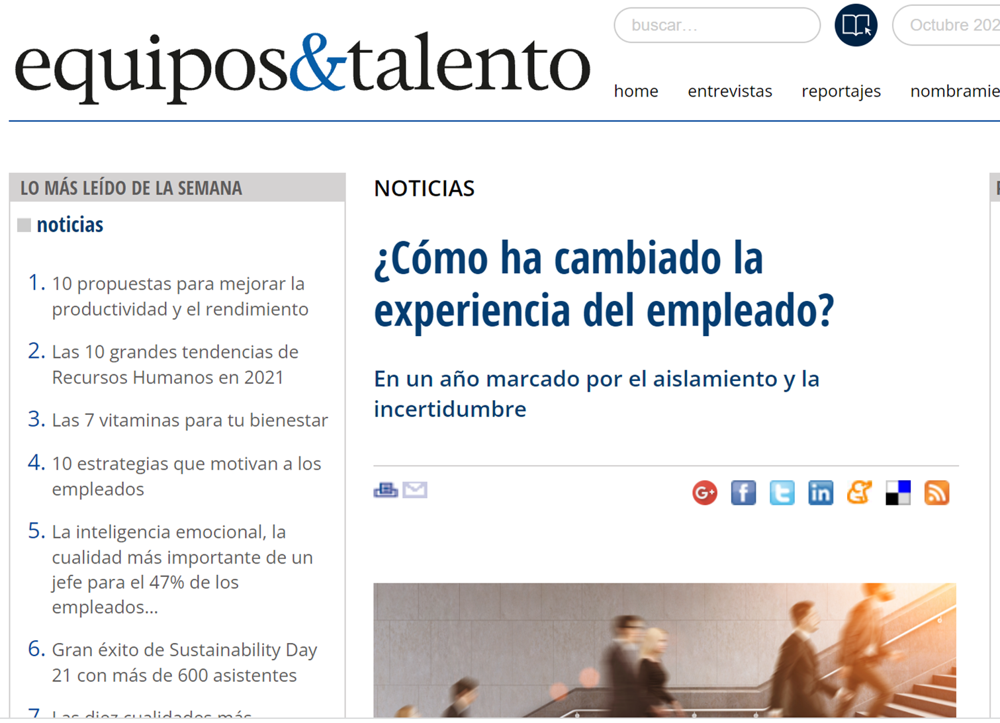 equipos&talento
buscar...
Octubre 202
home entrevistas reportajes nombramie
LO MÁS LEÍDO DE LA SEMANA
noticias
1. 10 propuestas para mejorar la
productividad y el rendimiento
2. Las 10 grandes tendencias de
Recursos Humanos en 2021
3. Las 7 vitaminas para tu bienestar
4. 10 estrategias que motivan a los
empleados
5. La inteligencia emocional, la
cualidad más importante de un
jefe para el 47% de los
empleados...
6. Gran éxito de Sustainability Day
21 con más de 600 asistentes
7. Las diez cualidades más
NOTICIAS
¿Cómo ha cambiado la
experiencia del empleado?
En un año marcado por el aislamiento y la
incertidumbre
G+ f t in